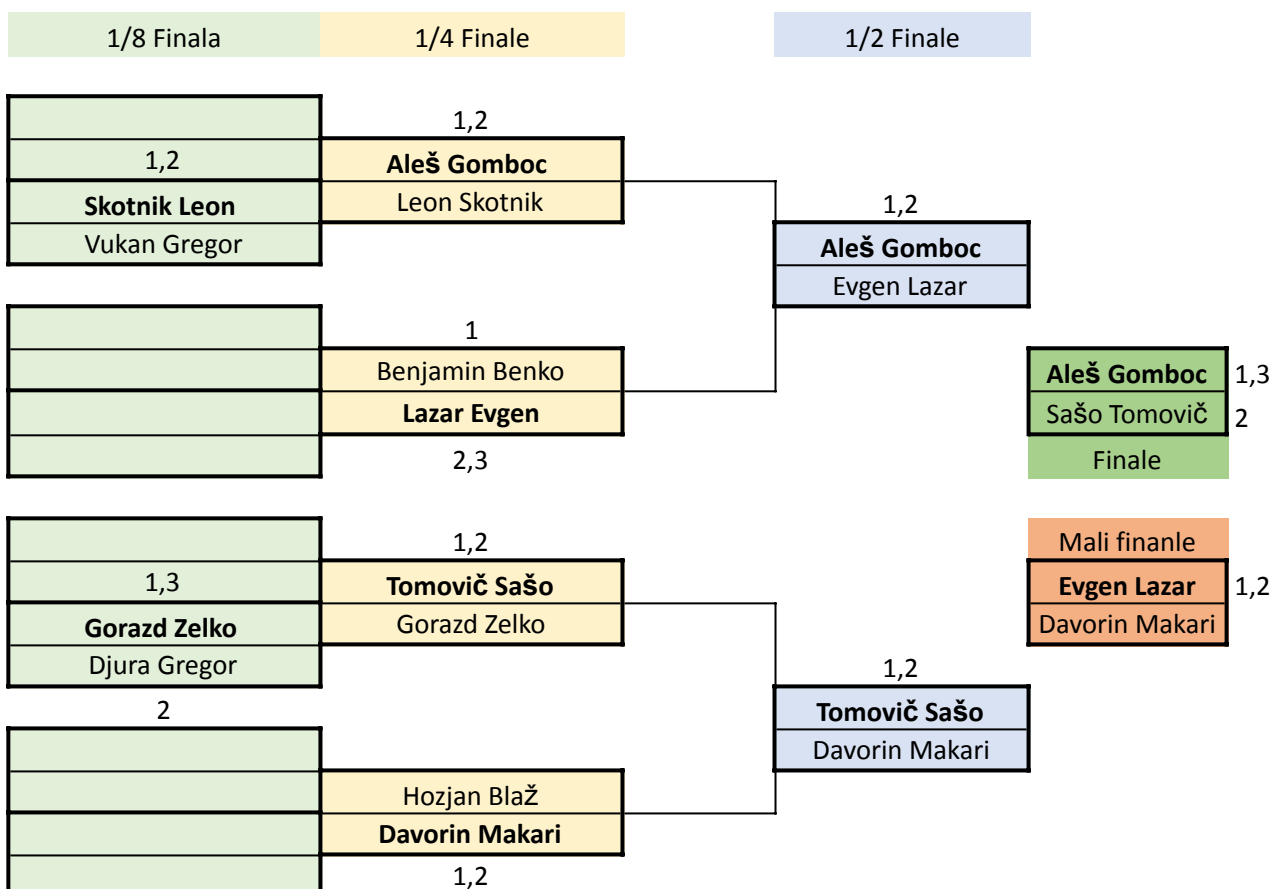 1/8 Finala 1/4 Finale 1/2 Finale
1,2
1,2 Aleš Gomboc
Skotnik Leon Leon Skotnik 1,2
Vukan Gregor Aleš Gomboc
Evgen Lazar
1
Benjamin Benko Aleš Gomboc 1,3
Lazar Evgen Sašo Tomovič 2
2,3 Finale
1,2 Mali finanle
1,3 Tomovič Sašo Evgen Lazar 1,2
Gorazd Zelko Gorazd Zelko Davorin Makari
Djura Gregor 1,2
2 Tomovič Sašo
Davorin Makari
Hozjan Blaž
Davorin Makari
1,2